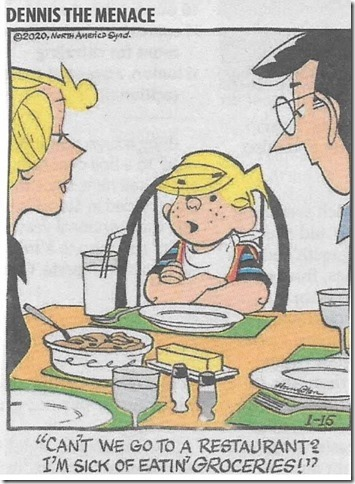 DENNIS THE MENACE
©2020, North America Synd.
1-15
"CAN'T WE GO TO A RESTAURANT?
I'M SICK OF EATIN' GROCERIES!"